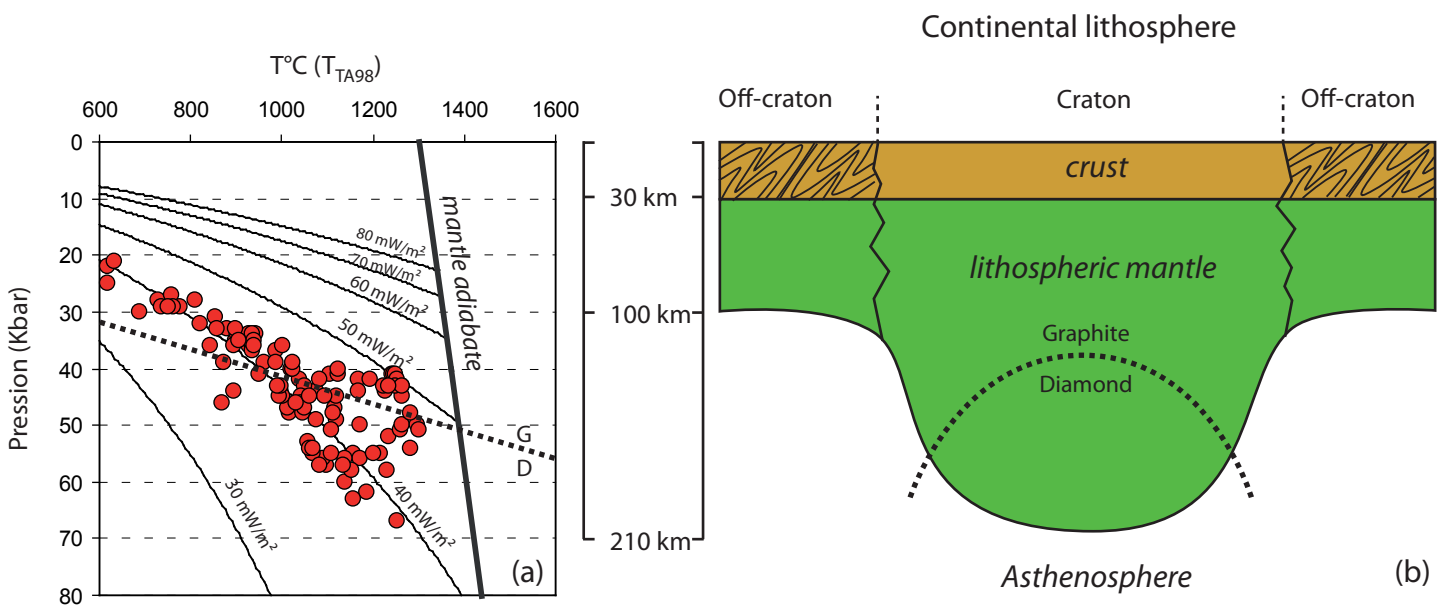 Continental lithosphere
T°C (T_TA98)
600 800 1000 1200 1400 1600
Pression (Kbar)
0
10
20
30
40
50
60
70
80
80 mW/m²
70 mW/m²
60 mW/m²
50 mW/m²
40 mW/m²
30 mW/m²
mantle adiabate
G
D
(a)
30 km
100 km
210 km
Off-craton Craton Off-craton
crust
lithospheric mantle
Graphite
Diamond
Asthenosphere
(b)